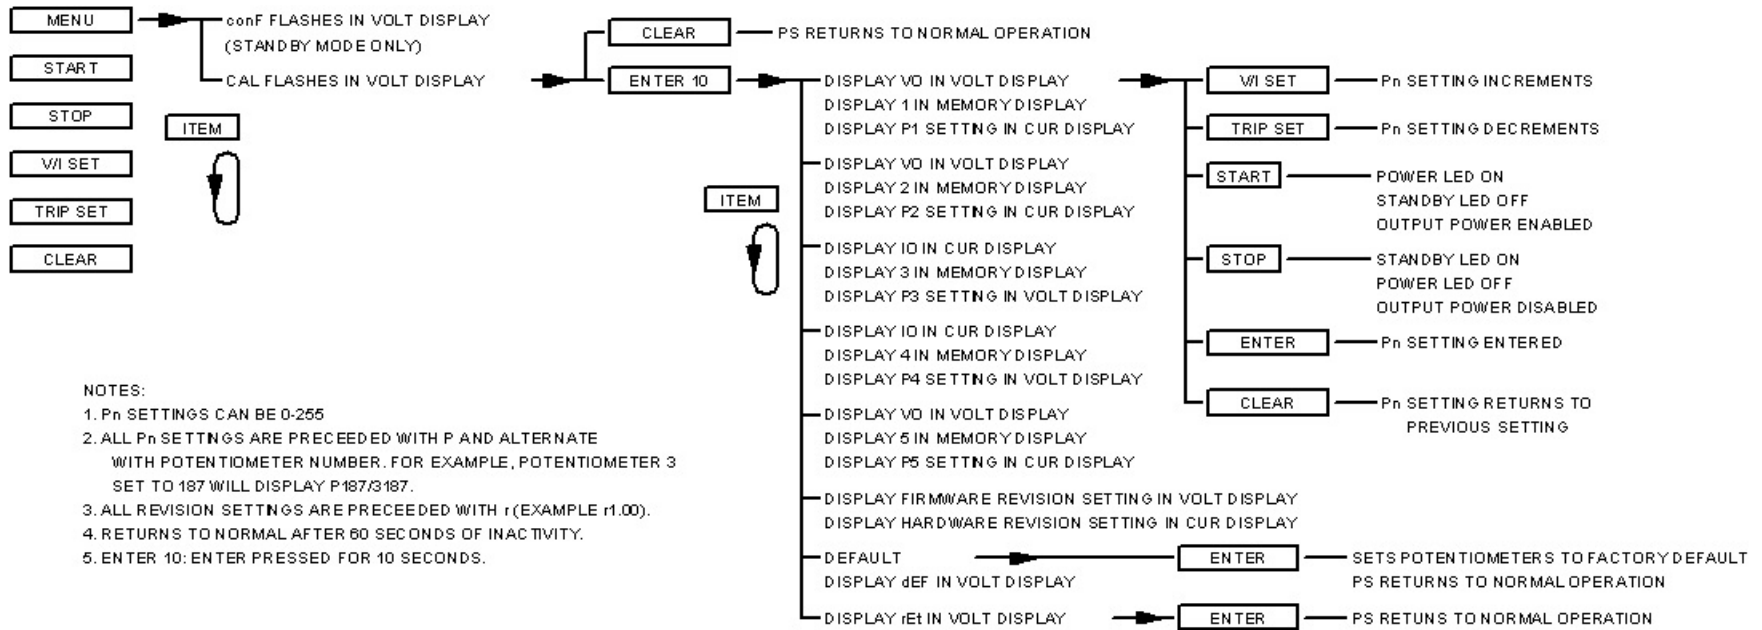 MENU
conF FLASHES IN VOLT DISPLAY
(STANDBY MODE ONLY)
CAL FLASHES IN VOLT DISPLAY
START
STOP
V/I SET
TRIP SET
CLEAR
ITEM
CLEAR
PS RETURNS TO NORMAL OPERATION
ENTER 10
ITEM
DISPLAY VO IN VOLT DISPLAY
DISPLAY 1 IN MEMORY DISPLAY
DISPLAY P1 SETTING IN CUR DISPLAY
DISPLAY VO IN VOLT DISPLAY
DISPLAY 2 IN MEMORY DISPLAY
DISPLAY P2 SETTING IN CUR DISPLAY
DISPLAY IO IN CUR DISPLAY
DISPLAY 3 IN MEMORY DISPLAY
DISPLAY P3 SETTING IN VOLT DISPLAY
DISPLAY IO IN CUR DISPLAY
DISPLAY 4 IN MEMORY DISPLAY
DISPLAY P4 SETTING IN VOLT DISPLAY
DISPLAY VO IN VOLT DISPLAY
DISPLAY 5 IN MEMORY DISPLAY
DISPLAY P5 SETTING IN CUR DISPLAY
DISPLAY FIRMWARE REVISION SETTING IN VOLT DISPLAY
DISPLAY HARDWARE REVISION SETTING IN CUR DISPLAY
DEFAULT
DISPLAY dEF IN VOLT DISPLAY
ENTER
SETS POTENTIOMETERS TO FACTORY DEFAULT
PS RETURNS TO NORMAL OPERATION
DISPLAY rEt IN VOLT DISPLAY
ENTER
PS RETUNS TO NORMAL OPERATION
V/I SET
Pn SETTING INCREMENTS
TRIP SET
Pn SETTING DECREMENTS
START
POWER LED ON
STANDBY LED OFF
OUTPUT POWER ENABLED
STOP
STANDBY LED ON
POWER LED OFF
OUTPUT POWER DISABLED
ENTER
Pn SETTING ENTERED
CLEAR
Pn SETTING RETURNS TO
PREVIOUS SETTING
NOTES:
1. Pn SETTINGS CAN BE 0-255
2. ALL Pn SETTINGS ARE PRECEEDED WITH P AND ALTERNATE
WITH POTENTIOMETER NUMBER. FOR EXAMPLE, POTENTIOMETER 3
SET TO 187 WILL DISPLAY P187/3187.
3. ALL REVISION SETTINGS ARE PRECEEDED WITH r (EXAMPLE r1.00).
4. RETURNS TO NORMAL AFTER 60 SECONDS OF INACTIVITY.
5. ENTER 10: ENTER PRESSED FOR 10 SECONDS.